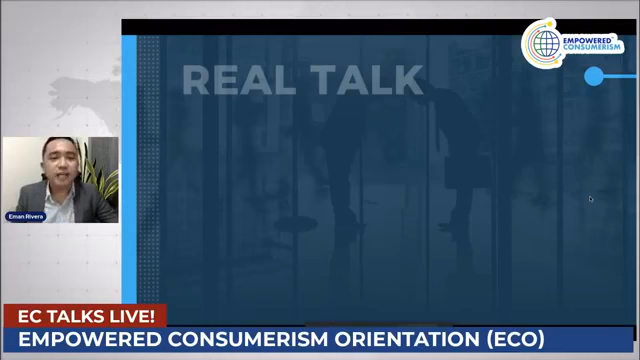 EMPOWERED
CONSUMERISM
REAL TALK
Eman Rivera
EC TALKS LIVE!
EMPOWERED CONSUMERISM ORIENTATION (ECO)